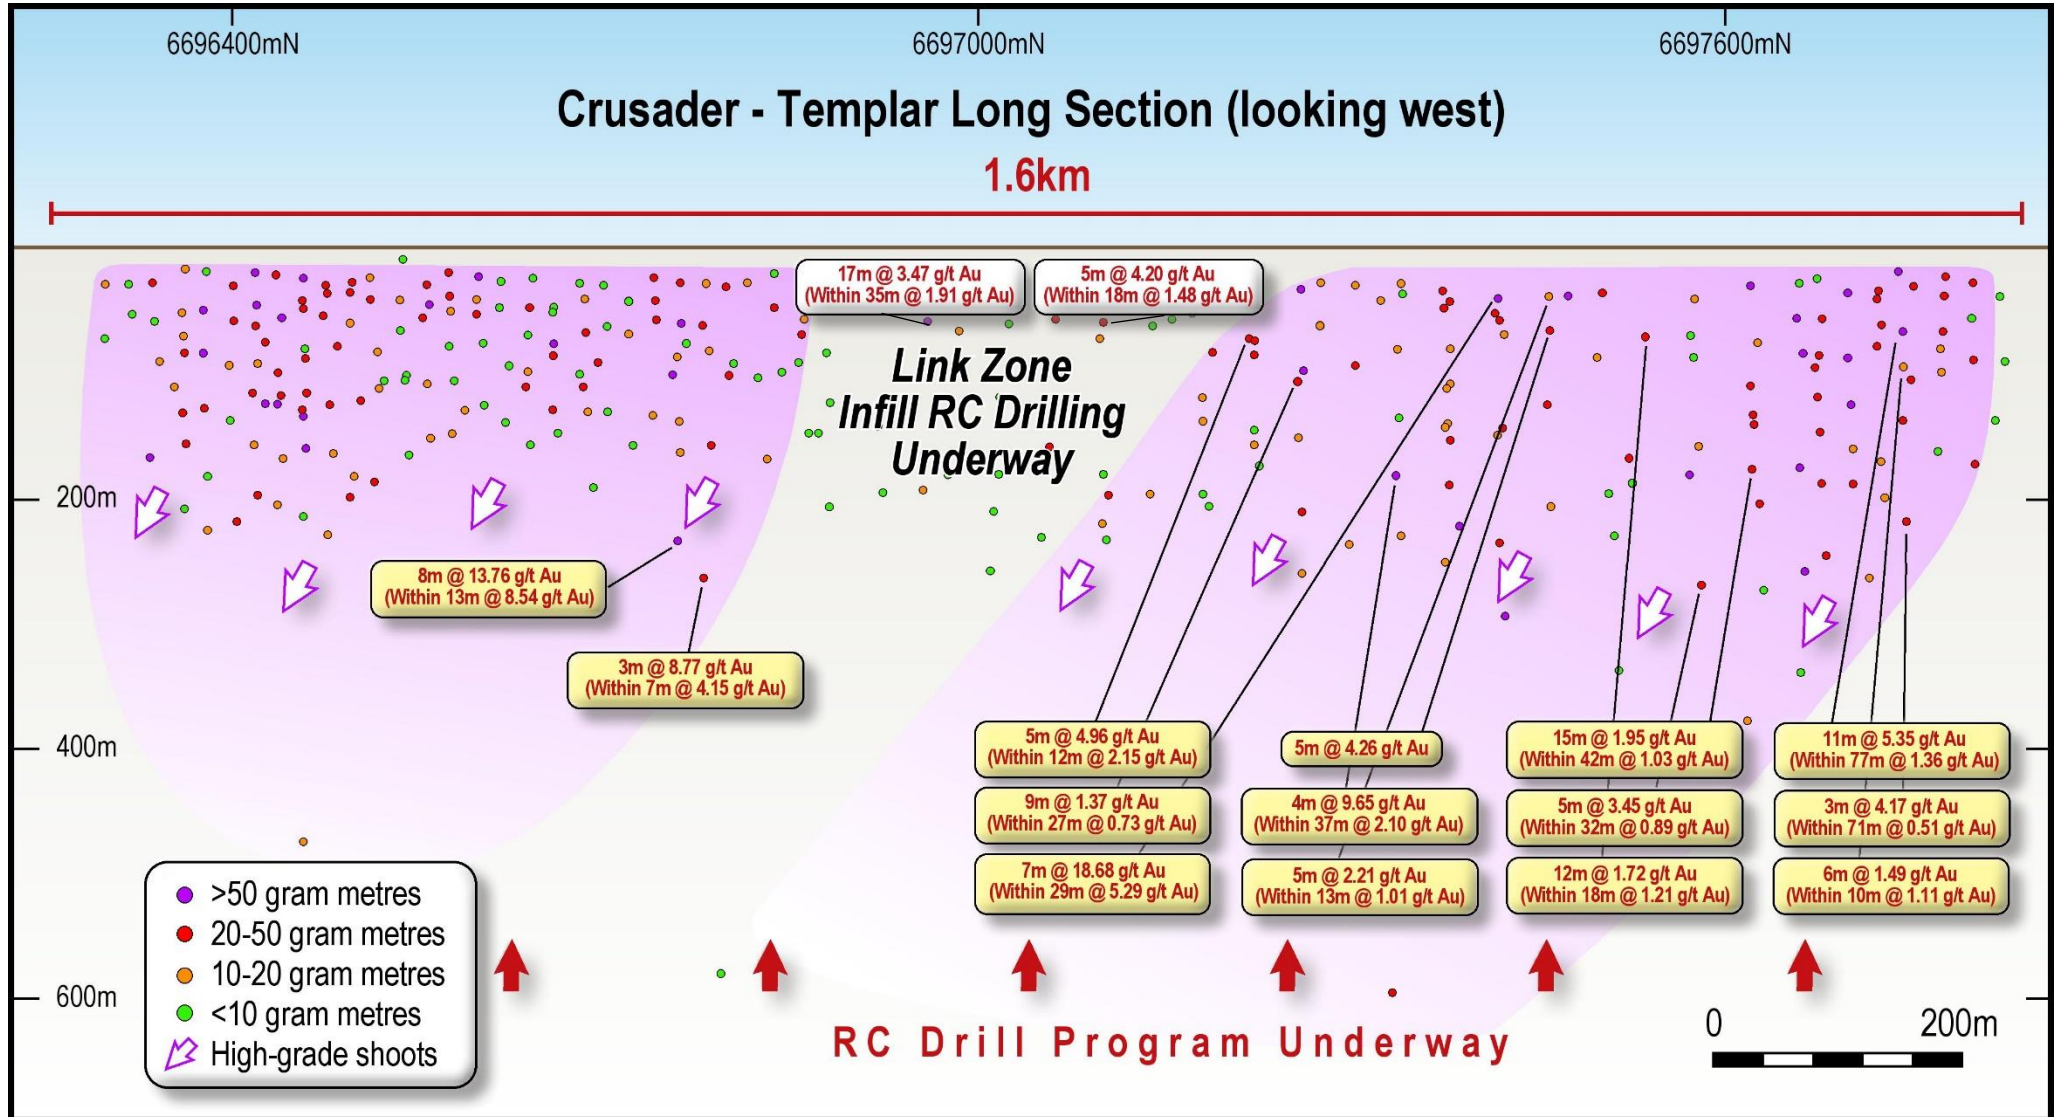 6696400mN
6697000mN
6697600mN
Crusader - Templar Long Section (looking west)
1.6km
17m @ 3.47 g/t Au
(Within 35m @ 1.91 g/t Au)
5m @ 4.20 g/t Au
(Within 18m @ 1.48 g/t Au)
Link Zone
Infill RC Drilling
Underway
200m
8m @ 13.76 g/t Au
(Within 13m @ 8.54 g/t Au)
3m @ 8.77 g/t Au
(Within 7m @ 4.15 g/t Au)
400m
5m @ 4.96 g/t Au
(Within 12m @ 2.15 g/t Au)
9m @ 1.37 g/t Au
(Within 27m @ 0.73 g/t Au)
7m @ 18.68 g/t Au
(Within 29m @ 5.29 g/t Au)
5m @ 4.26 g/t Au
4m @ 9.65 g/t Au
(Within 37m @ 2.10 g/t Au)
5m @ 2.21 g/t Au
(Within 13m @ 1.01 g/t Au)
15m @ 1.95 g/t Au
(Within 42m @ 1.03 g/t Au)
5m @ 3.45 g/t Au
(Within 32m @ 0.89 g/t Au)
12m @ 1.72 g/t Au
(Within 18m @ 1.21 g/t Au)
11m @ 5.35 g/t Au
(Within 77m @ 1.36 g/t Au)
3m @ 4.17 g/t Au
(Within 71m @ 0.51 g/t Au)
6m @ 1.49 g/t Au
(Within 10m @ 1.11 g/t Au)
>50 gram metres
20-50 gram metres
10-20 gram metres
<10 gram metres
High-grade shoots
600m
RC Drill Program Underway
0 200m